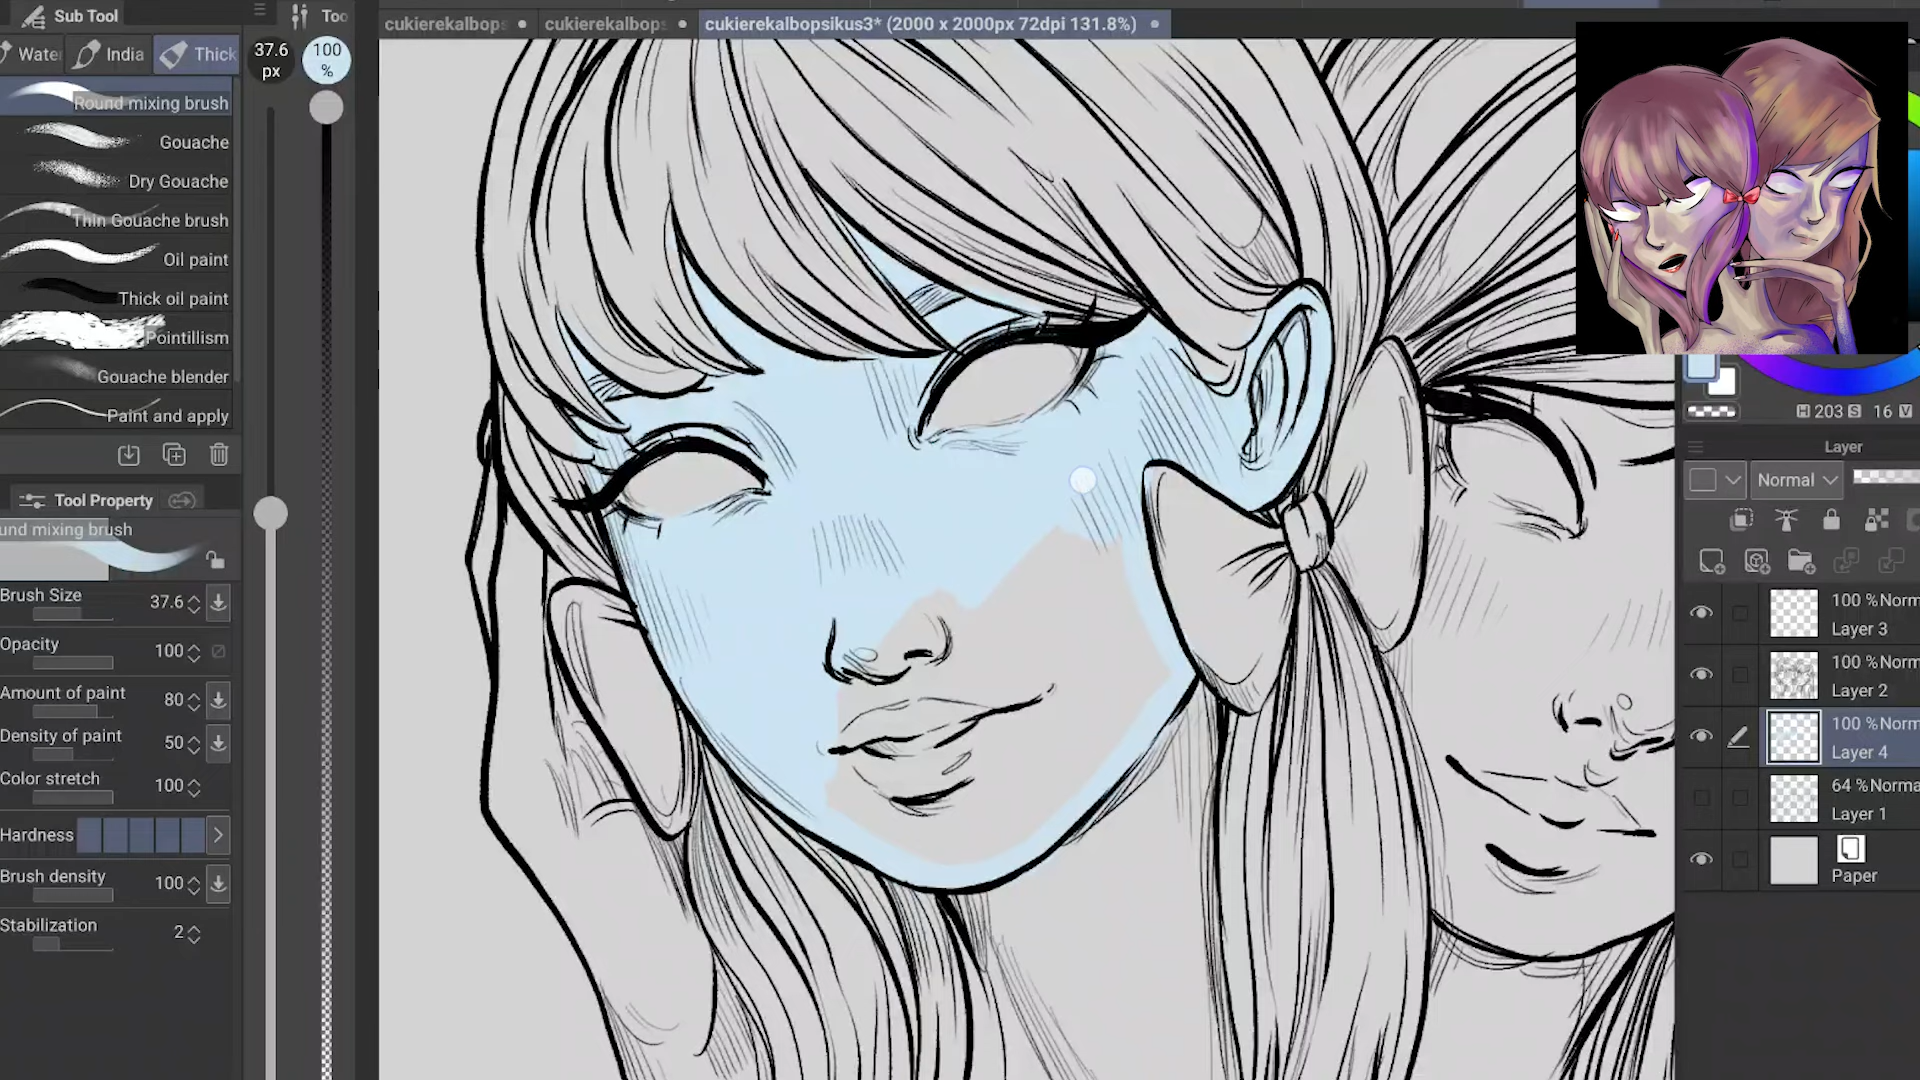 Sub Tool
Too
cukierekalbops
cukierekalbops
cukierekalbopsikus3* (2000 x 2000px 72dpi 131.8%)
Wate
India
Thick
37.6
px
100
%
Round mixing brush
Gouache
Dry Gouache
Thin Gouache brush
Oil paint
Thick oil paint
Pointillism
Gouache blender
Paint and apply
Tool Property
und mixing brush
Brush Size 37.6
Opacity 100
Amount of paint 80
Density of paint 50
Color stretch 100
Hardness
Brush density 100
Stabilization 2
H 203 S 16 V
Layer
Normal
100 %Norm
Layer 3
100 %Norm
Layer 2
100 %Norm
Layer 4
64 %Norma
Layer 1
Paper